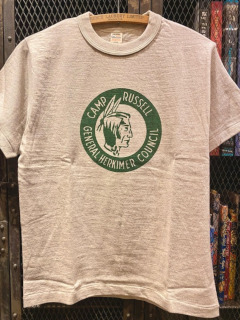 CAMP RUSSELL
GENERAL HERKIMER COUNCIL